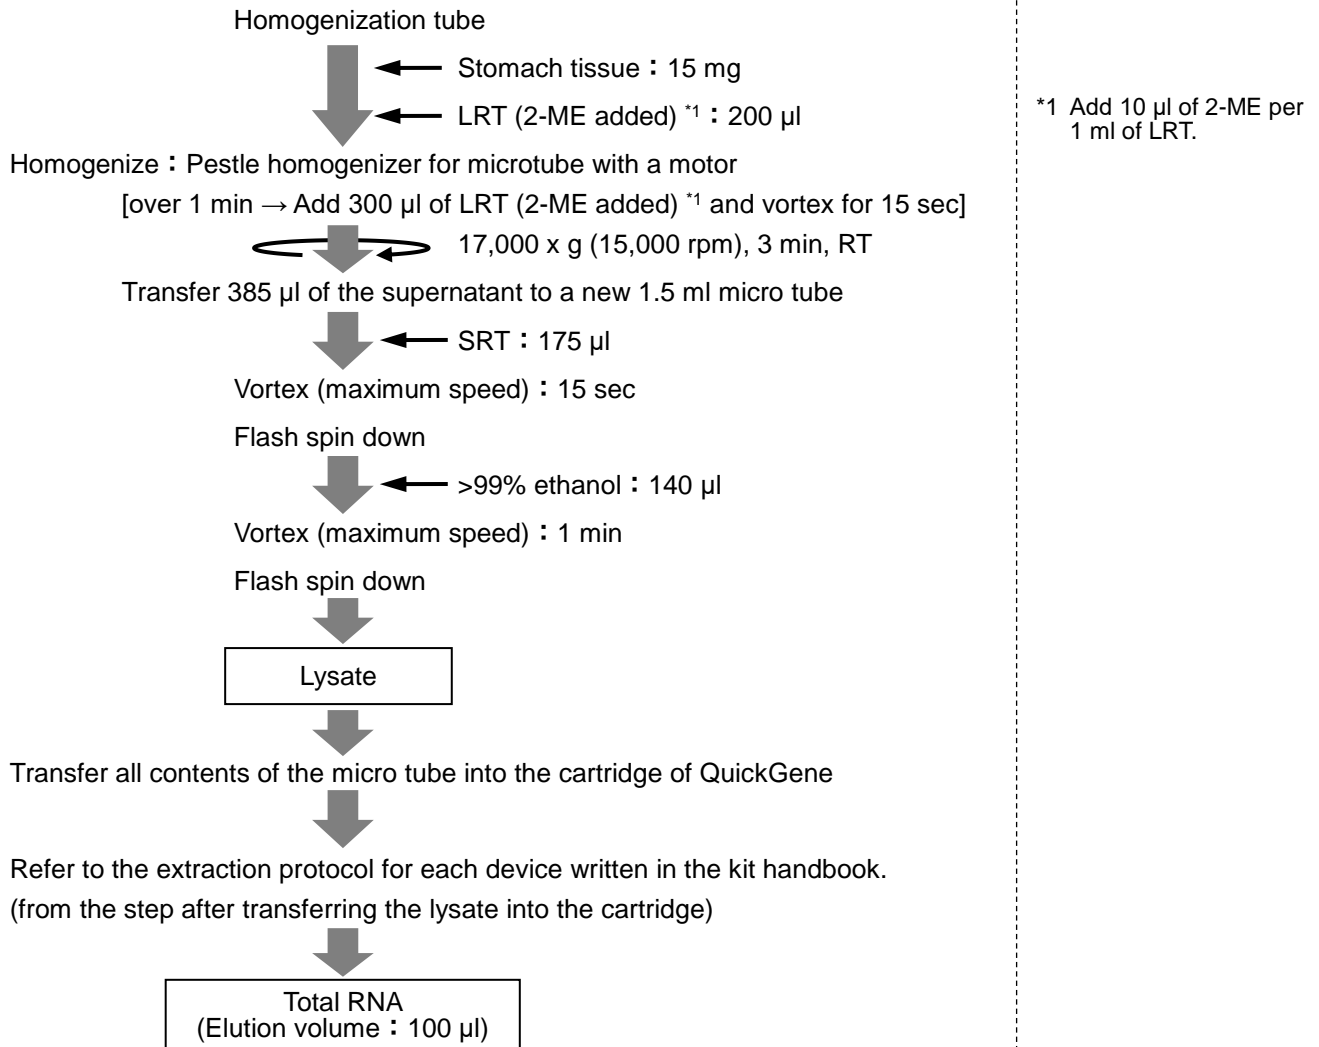 Homogenization tube
Stomach tissue：15 mg
LRT (2-ME added) *1：200 µl
*1 Add 10 µl of 2-ME per
1 ml of LRT.
Homogenize：Pestle homogenizer for microtube with a motor
[over 1 min → Add 300 µl of LRT (2-ME added) *1 and vortex for 15 sec]
17,000 x g (15,000 rpm), 3 min, RT
Transfer 385 µl of the supernatant to a new 1.5 ml micro tube
SRT：175 µl
Vortex (maximum speed)：15 sec
Flash spin down
>99% ethanol：140 µl
Vortex (maximum speed)：1 min
Flash spin down
Lysate
Transfer all contents of the micro tube into the cartridge of QuickGene
Refer to the extraction protocol for each device written in the kit handbook.
(from the step after transferring the lysate into the cartridge)
Total RNA
(Elution volume：100 µl)